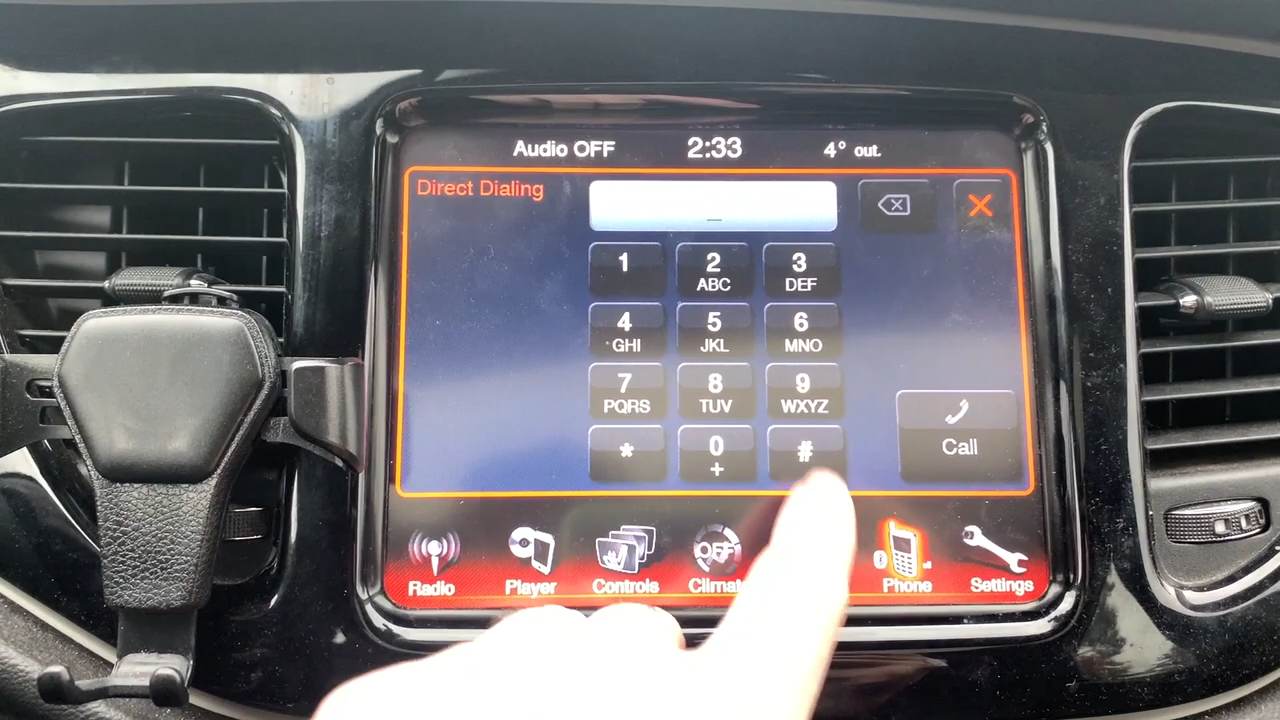 Audio OFF 2:33 4° out.
Direct Dialing _
1 2 3
ABC DEF
4 5 6
GHI JKL MNO
7 8 9
PQRS TUV WXYZ
* 0 #
+
Call
OFF
Radio Player Controls Phone Settings